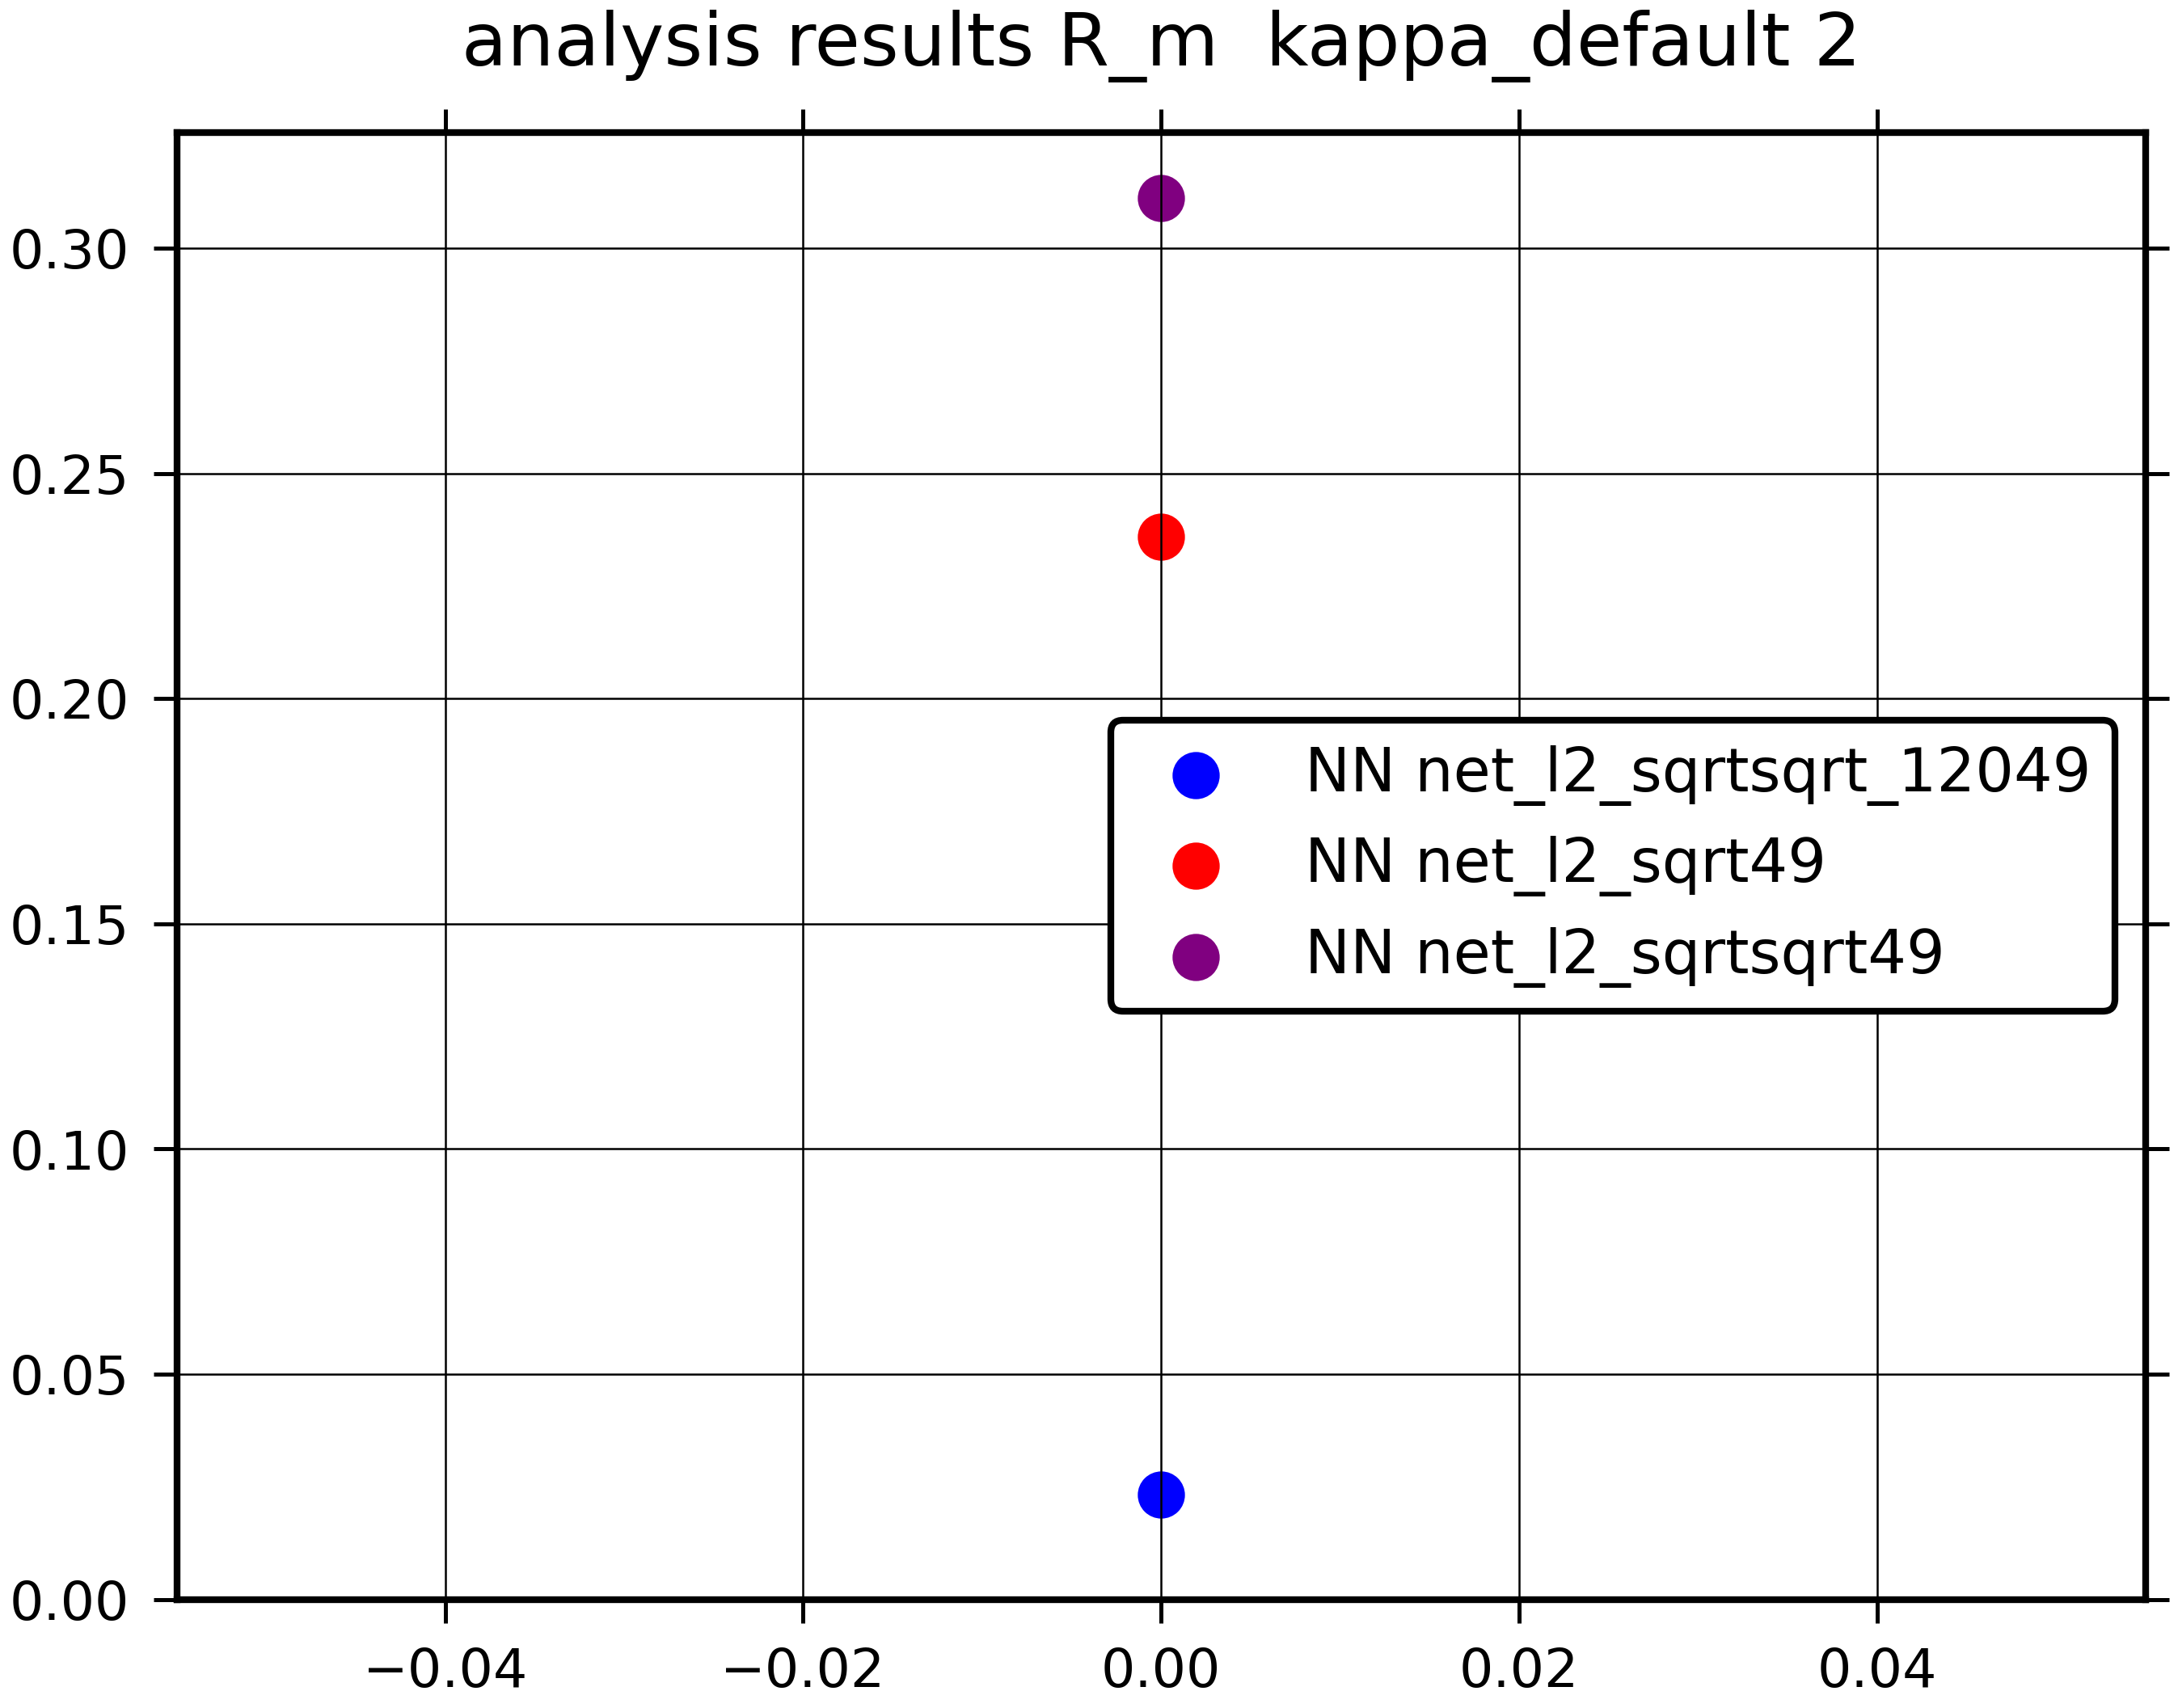 analysis results R_m  kappa_default 2
0.30
0.25
0.20
0.15
0.10
0.05
0.00
NN net_l2_sqrtsqrt_12049
NN net_l2_sqrt49
NN net_l2_sqrtsqrt49
−0.04 −0.02 0.00 0.02 0.04